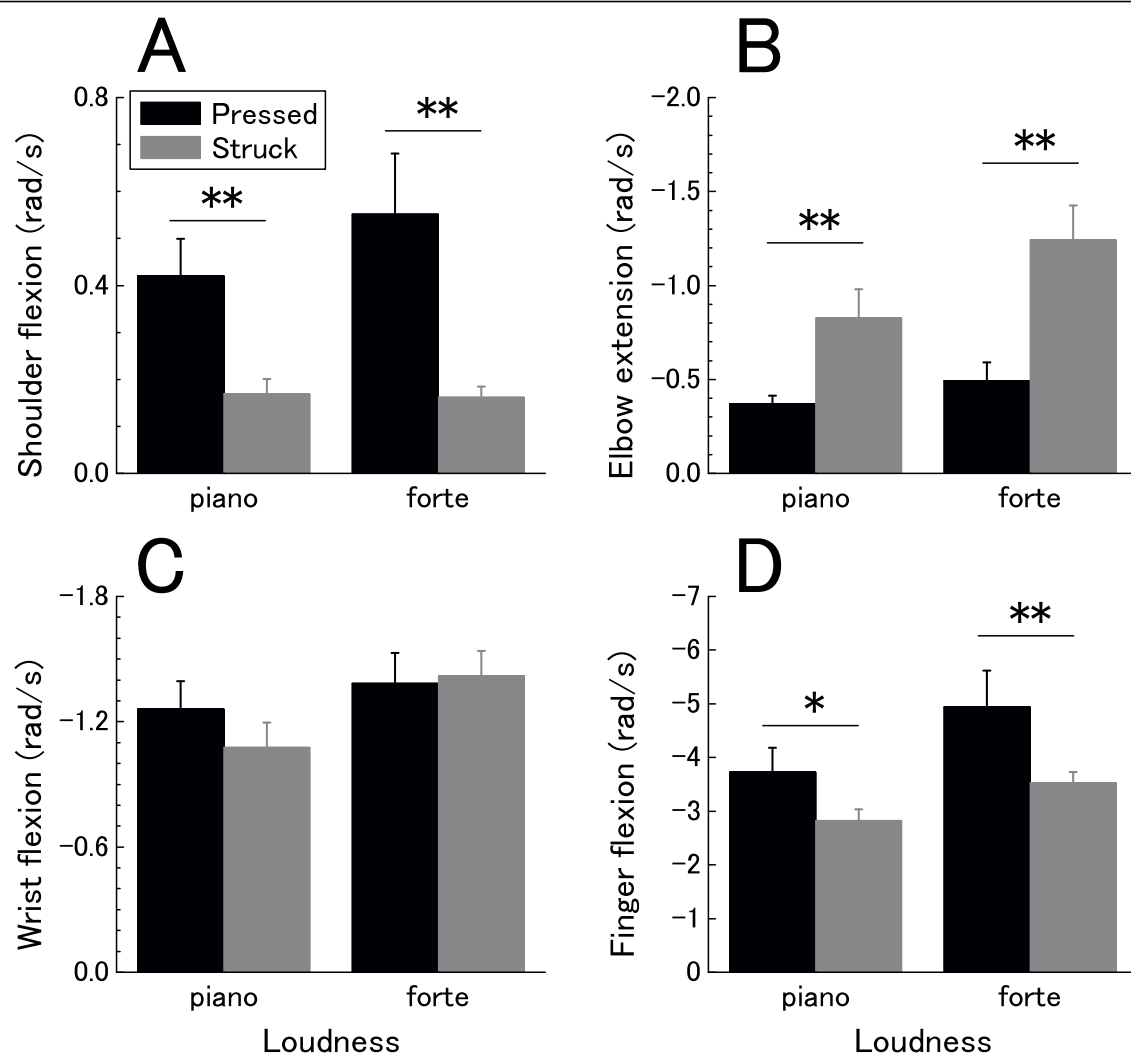 A
Shoulder flexion (rad/s)
0.8
0.4
0.0
Pressed
Struck
**
**
piano
forte
B
Elbow extension (rad/s)
−2.0
−1.5
−1.0
−0.5
0.0
**
**
piano
forte
C
Wrist flexion (rad/s)
−1.8
−1.2
−0.6
0.0
piano
forte
Loudness
D
Finger flexion (rad/s)
−7
−6
−5
−4
−3
−2
−1
0
*
**
piano
forte
Loudness